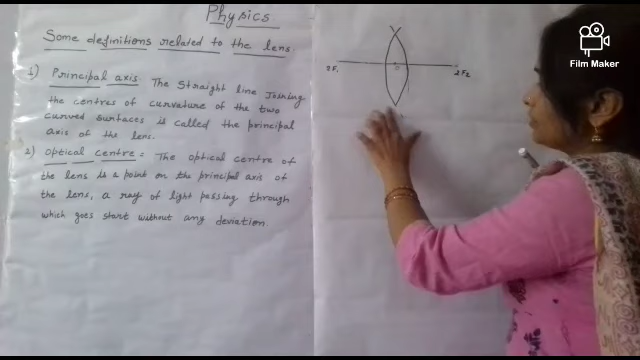 Physics
Some definitions related to the lens.
1) Principal axis: The straight line joining
the centres of curvature of the two
curved surfaces is called the principal
axis of the lens.
2) optical centre = The optical centre of
the lens is a point on the principal axis of
the lens, a ray of light passing through
which goes start without any deviation.
2F₁
O
2F₂
Film Maker